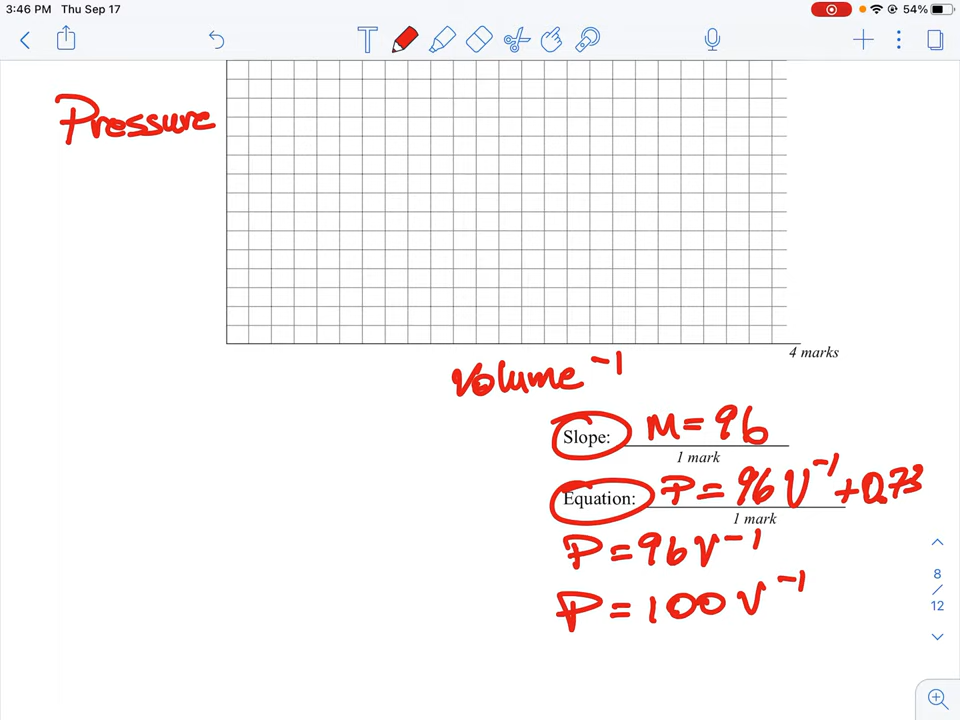 3:46 PM Thu Sep 17 54%
T
Pressure
4 marks
Volume⁻¹
Slope: M = 96
1 mark
Equation: P = 96 V⁻¹ + 0.73
1 mark
P = 96 V⁻¹
P = 100 V⁻¹
8
/
12